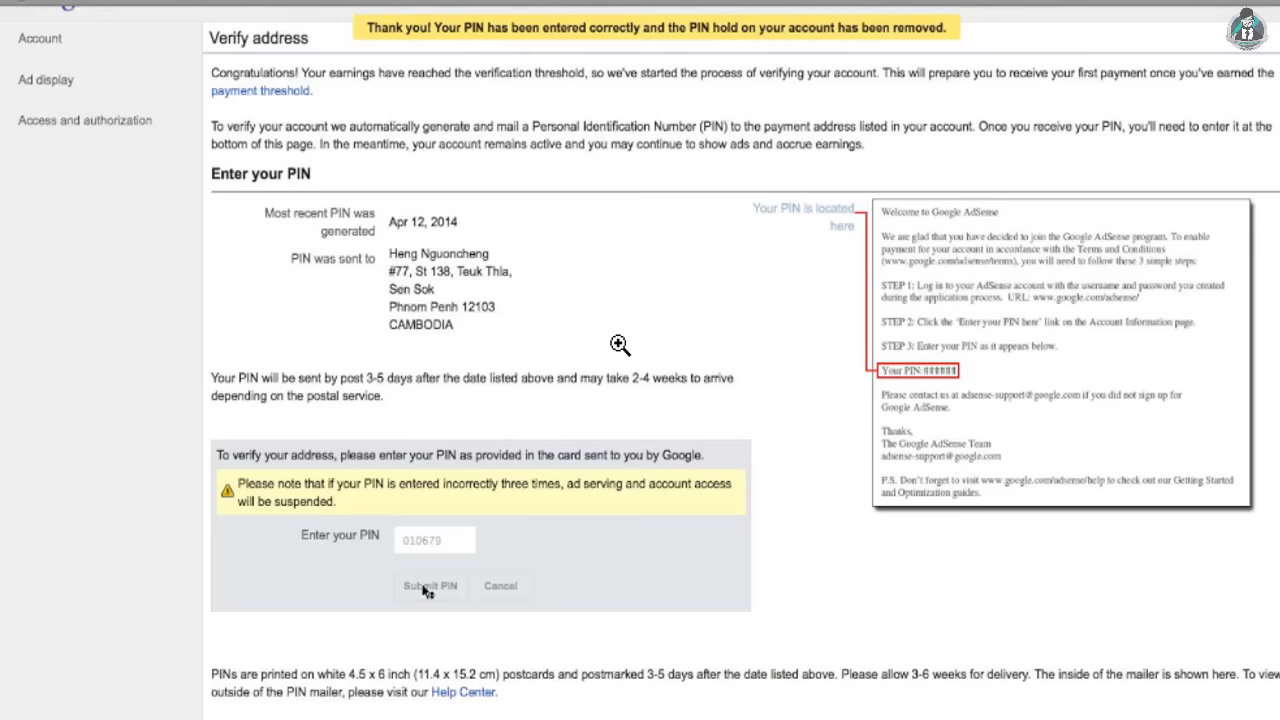 Thank you! Your PIN has been entered correctly and the PIN hold on your account has been removed.
Account
Ad display
Access and authorization
Verify address
Congratulations! Your earnings have reached the verification threshold, so we've started the process of verifying your account. This will prepare you to receive your first payment once you've earned the
payment threshold.
To verify your account we automatically generate and mail a Personal Identification Number (PIN) to the payment address listed in your account. Once you receive your PIN, you'll need to enter it at the
bottom of this page. In the meantime, your account remains active and you may continue to show ads and accrue earnings.
Enter your PIN
Most recent PIN was
generated
Apr 12, 2014
PIN was sent to
Heng Nguoncheng
#77, St 138, Teuk Thla,
Sen Sok
Phnom Penh 12103
CAMBODIA
Your PIN is located
here
Welcome to Google AdSense
We are glad that you have decided to join the Google AdSense program. To enable
payment for your account in accordance with the Terms and Conditions
(www.google.com/adsense/terms), you will need to follow these 3 simple steps:
STEP 1: Log in to your AdSense account with the username and password you created
during the application process. URL: www.google.com/adsense/
STEP 2: Click the 'Enter your PIN here' link on the Account Information page.
STEP 3: Enter your PIN as it appears below.
Your PIN: ######
Please contact us at adsense-support@google.com if you did not sign up for
Google AdSense.
Thanks,
The Google AdSense Team
adsense-support@google.com
P.S. Don't forget to visit www.google.com/adsense/help to check out our Getting Started
and Optimization guides.
Your PIN will be sent by post 3-5 days after the date listed above and may take 2-4 weeks to arrive
depending on the postal service.
To verify your address, please enter your PIN as provided in the card sent to you by Google.
Please note that if your PIN is entered incorrectly three times, ad serving and account access
will be suspended.
Enter your PIN
010679
Submit PIN
Cancel
PINs are printed on white 4.5 x 6 inch (11.4 x 15.2 cm) postcards and postmarked 3-5 days after the date listed above. Please allow 3-6 weeks for delivery. The inside of the mailer is shown here. To view
outside of the PIN mailer, please visit our Help Center.